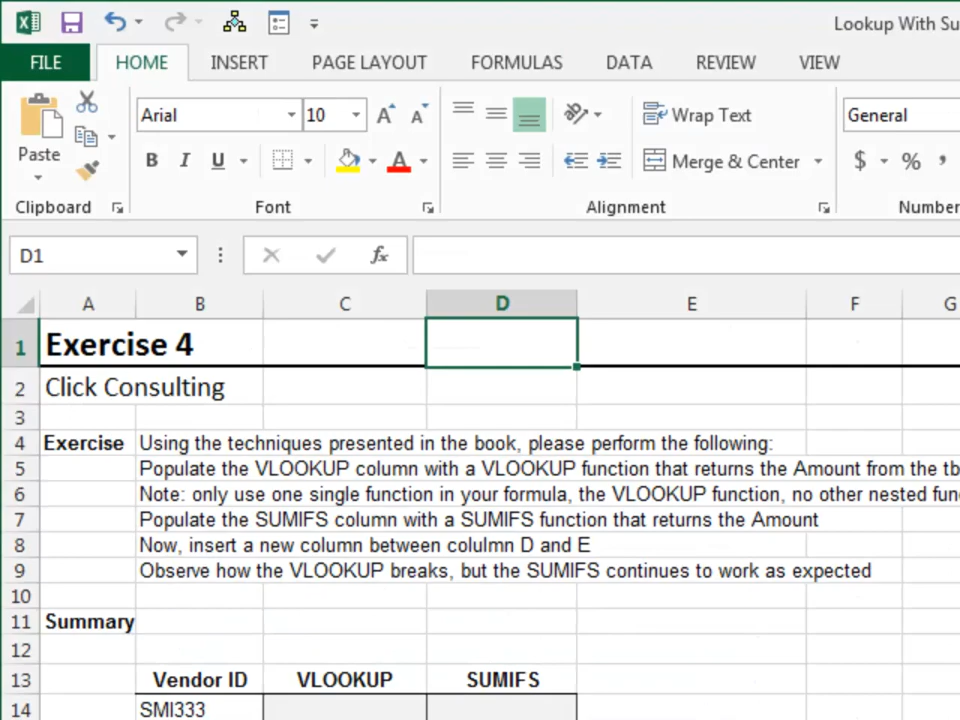 Lookup With Su
FILE HOME INSERT PAGE LAYOUT FORMULAS DATA REVIEW VIEW
Arial 10 A A Wrap Text General
Paste B I U A Merge & Center $ % ,
Clipboard Font Alignment Number
D1 fx
A B C D E F G
1 Exercise 4
2 Click Consulting
3
4 Exercise Using the techniques presented in the book, please perform the following:
5 Populate the VLOOKUP column with a VLOOKUP function that returns the Amount from the tb
6 Note: only use one single function in your formula, the VLOOKUP function, no other nested fun
7 Populate the SUMIFS column with a SUMIFS function that returns the Amount
8 Now, insert a new column between colulmn D and E
9 Observe how the VLOOKUP breaks, but the SUMIFS continues to work as expected
10
11 Summary
12
13 Vendor ID VLOOKUP SUMIFS
14 SMI333